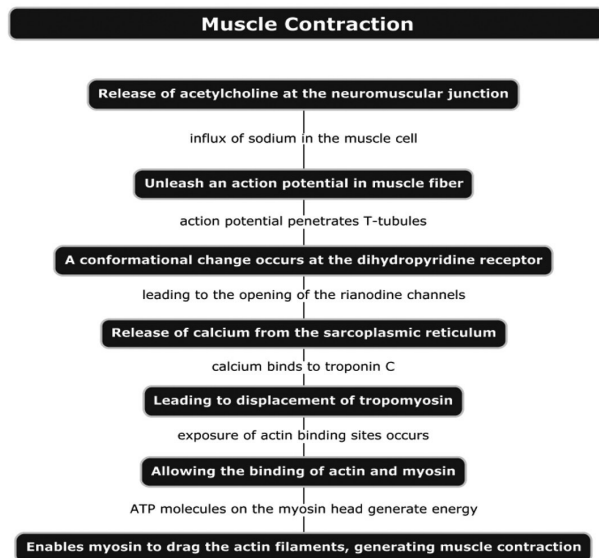 Muscle Contraction
Release of acetylcholine at the neuromuscular junction
influx of sodium in the muscle cell
Unleash an action potential in muscle fiber
action potential penetrates T-tubules
A conformational change occurs at the dihydropyridine receptor
leading to the opening of the rianodine channels
Release of calcium from the sarcoplasmic reticulum
calcium binds to troponin C
Leading to displacement of tropomyosin
exposure of actin binding sites occurs
Allowing the binding of actin and myosin
ATP molecules on the myosin head generate energy
Enables myosin to drag the actin filaments, generating muscle contraction